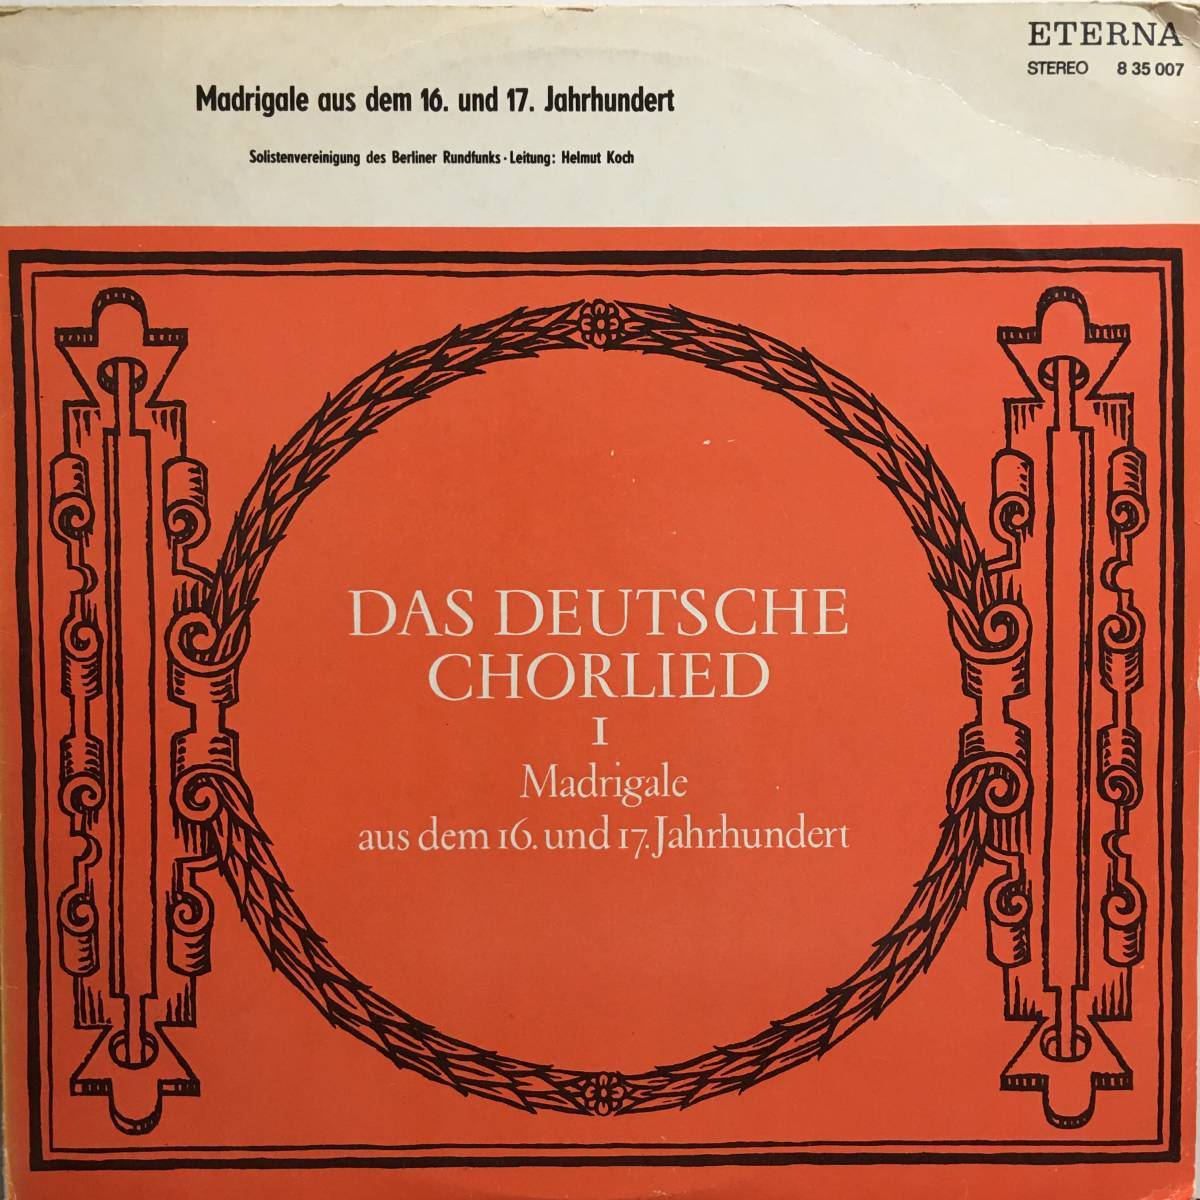 ETERNA
STEREO 8 35 007
Madrigale aus dem 16. und 17. Jahrhundert
Solistenvereinigung des Berliner Rundfunks · Leitung: Helmut Koch
DAS DEUTSCHE
CHORLIED
I
Madrigale
aus dem 16. und 17. Jahrhundert